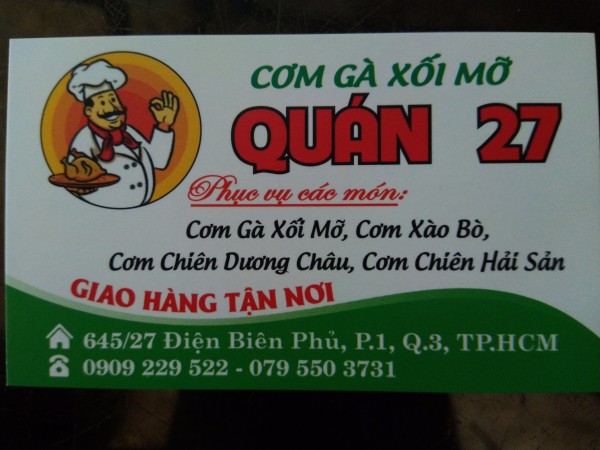 CƠM GÀ XỐI MỠ
QUÁN 27
Phục vụ các món:
Cơm Gà Xối Mỡ, Cơm Xào Bò,
Cơm Chiên Dương Châu, Cơm Chiên Hải Sản
GIAO HÀNG TẬN NƠI
645/27 Điện Biên Phủ, P.1, Q.3, TP.HCM
0909 229 522 - 079 550 3731